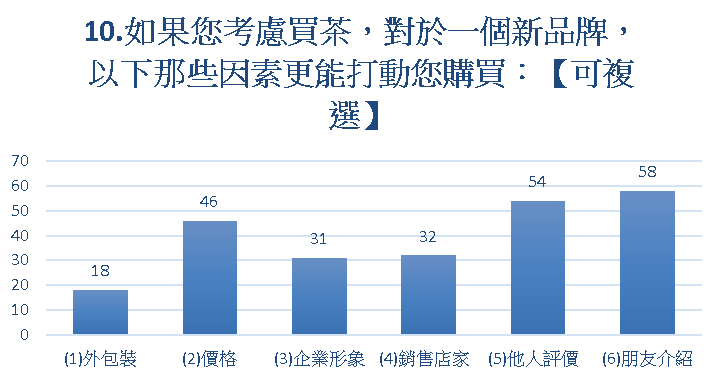 10.如果您考慮買茶，對於一個新品牌，
以下那些因素更能打動您購買：【可複
選】
70
60
50
40
30
20
10
0
18
46
31
32
54
58
(1)外包裝
(2)價格
(3)企業形象
(4)銷售店家
(5)他人評價
(6)朋友介紹